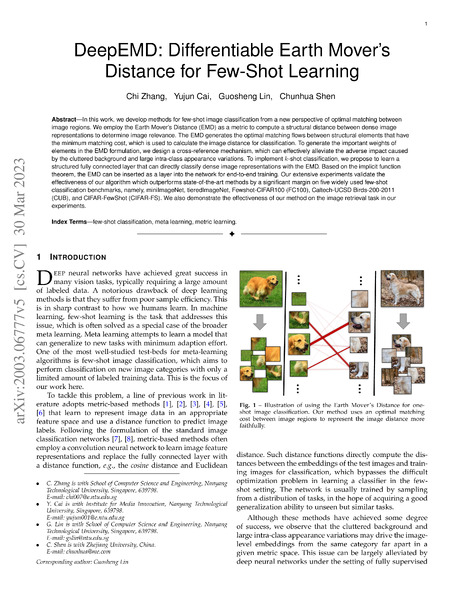 1
DeepEMD: Differentiable Earth Mover's
Distance for Few-Shot Learning
Chi Zhang, Yujun Cai, Guosheng Lin, Chunhua Shen
Abstract—In this work, we develop methods for few-shot image classification from a new perspective of optimal matching between
image regions. We employ the Earth Mover's Distance (EMD) as a metric to compute a structural distance between dense image
representations to determine image relevance. The EMD generates the optimal matching flows between structural elements that have
the minimum matching cost, which is used to calculate the image distance for classification. To generate the important weights of
elements in the EMD formulation, we design a cross-reference mechanism, which can effectively alleviate the adverse impact caused
by the cluttered background and large intra-class appearance variations. To implement k-shot classification, we propose to learn a
structured fully connected layer that can directly classify dense image representations with the EMD. Based on the implicit function
theorem, the EMD can be inserted as a layer into the network for end-to-end training. Our extensive experiments validate the
effectiveness of our algorithm which outperforms state-of-the-art methods by a significant margin on five widely used few-shot
classification benchmarks, namely, miniImageNet, tieredImageNet, Fewshot-CIFAR100 (FC100), Caltech-UCSD Birds-200-2011
(CUB), and CIFAR-FewShot (CIFAR-FS). We also demonstrate the effectiveness of our method on the image retrieval task in our
experiments.
Index Terms—few-shot classification, meta learning, metric learning.
arXiv:2003.06777v5 [cs.CV] 30 Mar 2023
1 INTRODUCTION
DEEP neural networks have achieved great success in
many vision tasks, typically requiring a large amount
of labeled data. A notorious drawback of deep learning
methods is that they suffer from poor sample efficiency. This
is in sharp contrast to how we humans learn. In machine
learning, few-shot learning is the task that addresses this
issue, which is often solved as a special case of the broader
meta learning. Meta learning attempts to learn a model that
can generalize to new tasks with minimum adaption effort.
One of the most well-studied test-beds for meta-learning
algorithms is few-shot image classification, which aims to
perform classification on new image categories with only a
limited amount of labeled training data. This is the focus of
our work here.
To tackle this problem, a line of previous work in lit-
erature adopts metric-based methods [1], [2], [3], [4], [5],
[6] that learn to represent image data in an appropriate
feature space and use a distance function to predict image
labels. Following the formulation of the standard image
classification networks [7], [8], metric-based methods often
employ a convolution neural network to learn image feature
representations and replace the fully connected layer with
a distance function, e.g., the cosine distance and Euclidean
• C. Zhang is with School of Computer Science and Engineering, Nanyang
Technological University, Singapore, 639798.
E-mail: chi007@e.ntu.edu.sg
• Y. Cai is with Institute for Media Innovation, Nanyang Technological
University, Singapore, 639798.
E-mail: yujun001@e.ntu.edu.sg
• G. Lin is with School of Computer Science and Engineering, Nanyang
Technological University, Singapore, 639798.
E-mail: gslin@ntu.edu.sg
• C. Shen is with Zhejiang University, China.
E-mail: chunhua@me.com
Corresponding author: Guosheng Lin
Fig. 1 – Illustration of using the Earth Mover's Distance for one-
shot image classification. Our method uses an optimal matching
cost between image regions to represent the image distance more
faithfully.
distance. Such distance functions directly compute the dis-
tances between the embeddings of the test images and train-
ing images for classification, which bypasses the difficult
optimization problem in learning a classifier in the few-
shot setting. The network is usually trained by sampling
from a distribution of tasks, in the hope of acquiring a good
generalization ability to unseen but similar tasks.
Although these methods have achieved some degree of
success, we observe that the cluttered background and
large intra-class appearance variations may drive the image-
level embeddings from the same category far apart in a
given metric space. This issue can be largely alleviated by
deep neural networks under the setting of fully supervised